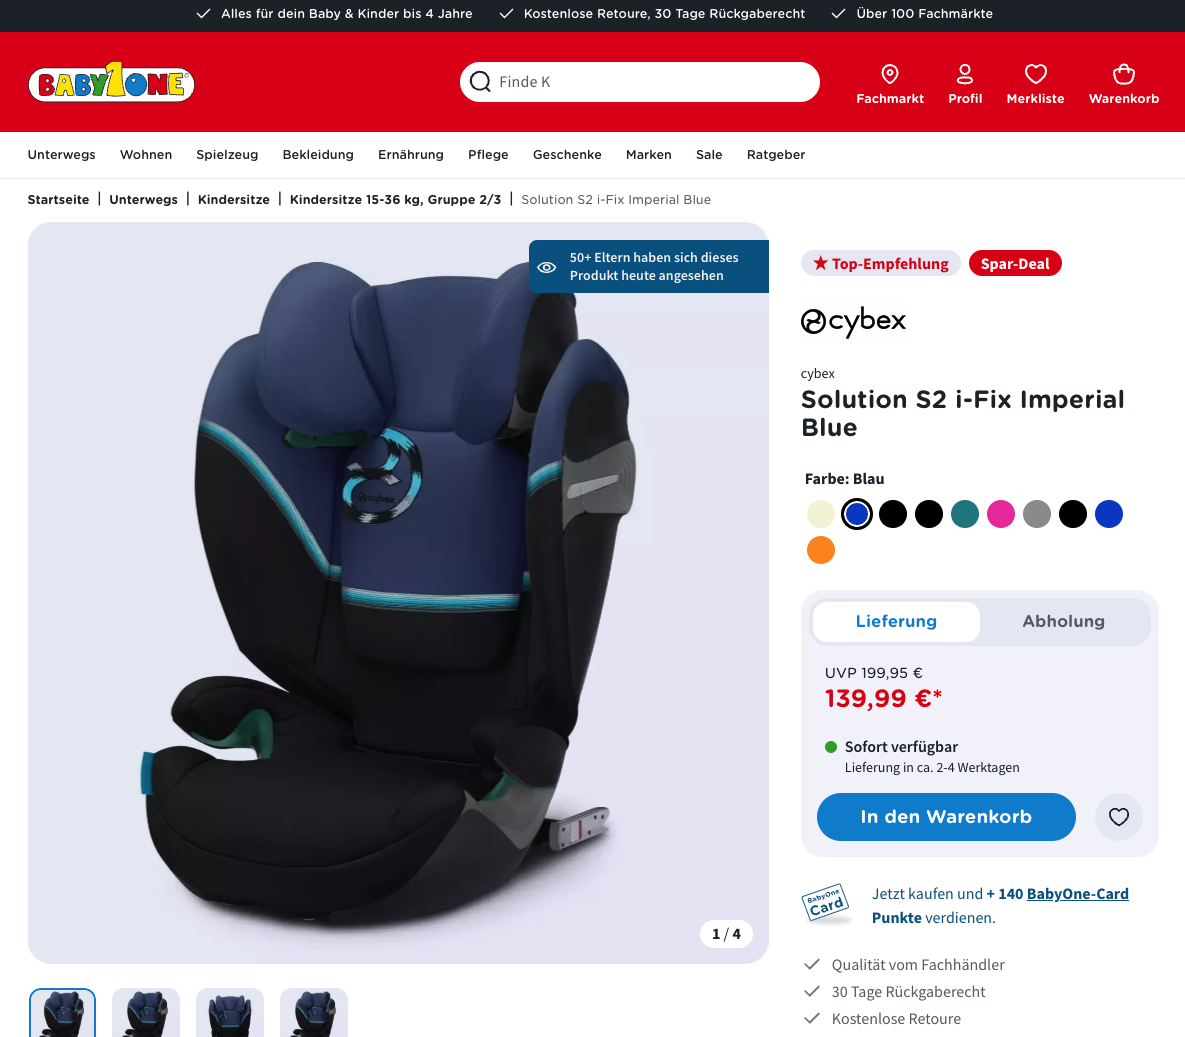 Alles für dein Baby & Kinder bis 4 Jahre
Kostenlose Retoure, 30 Tage Rückgaberecht
Über 100 Fachmärkte
BABY1ONE
Finde K
Fachmarkt
Profil
Merkliste
Warenkorb
Unterwegs
Wohnen
Spielzeug
Bekleidung
Ernährung
Pflege
Geschenke
Marken
Sale
Ratgeber
Startseite | Unterwegs | Kindersitze | Kindersitze 15-36 kg, Gruppe 2/3 | Solution S2 i-Fix Imperial Blue
50+ Eltern haben sich dieses
Produkt heute angesehen
cybex
1 / 4
Top-Empfehlung
Spar-Deal
cybex
cybex
Solution S2 i-Fix Imperial
Blue
Farbe: Blau
Lieferung
Abholung
UVP 199,95 €
139,99 €*
Sofort verfügbar
Lieferung in ca. 2-4 Werktagen
In den Warenkorb
BabyOne
Card
Jetzt kaufen und + 140 BabyOne-Card
Punkte verdienen.
Qualität vom Fachhändler
30 Tage Rückgaberecht
Kostenlose Retoure